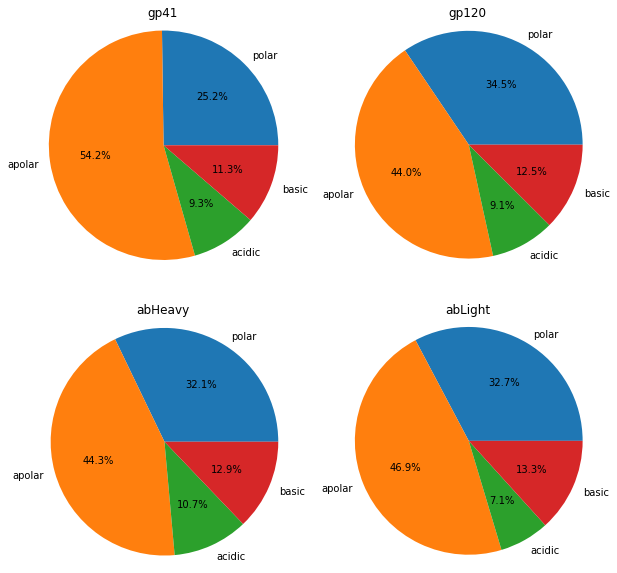 gp41
polar
25.2%
apolar
54.2%
acidic
9.3%
basic
11.3%
gp120
polar
34.5%
apolar
44.0%
acidic
9.1%
basic
12.5%
abHeavy
polar
32.1%
apolar
44.3%
acidic
10.7%
basic
12.9%
abLight
polar
32.7%
apolar
46.9%
acidic
7.1%
basic
13.3%